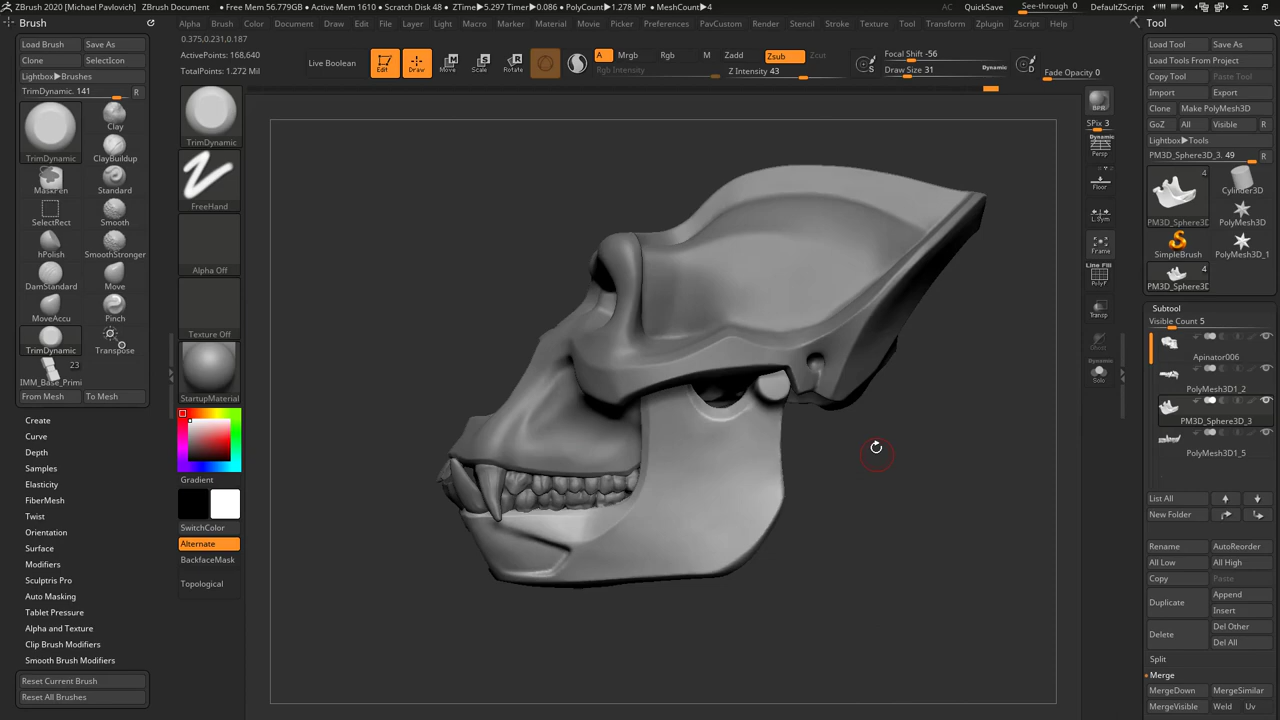 ZBrush 2020 [Michael Pavlovich] ZBrush Document • Free Mem 56.779GB • Active Mem 1610 • Scratch Disk 48 • ZTime▶5.297 Timer▶0.086 • PolyCount▶1.278 MP • MeshCount▶4 AC QuickSave See-through 0 DefaultZScript
Brush
Alpha Brush Color Document Draw Edit File Layer Light Macro Marker Material Movie Picker Preferences PavCustom Render Stencil Stroke Texture Tool Transform Zplugin Zscript Help
Tool
0.375,0.231,0.187
ActivePoints: 168,640
TotalPoints: 1.272 Mil
Live Boolean
Edit
Draw
Move
Scale
Rotate
A Mrgb Rgb M Zadd Zsub Zcut
Rgb Intensity
Z Intensity 43
S
Focal Shift -56
Draw Size 31 Dynamic
D
Fade Opacity 0
Load Brush Save As
Clone SelectIcon
Lightbox▶Brushes
TrimDynamic. 141 R
TrimDynamic
Clay
ClayBuildup
MaskPen
Standard
SelectRect
Smooth
hPolish
SmoothStronger
DamStandard
Move
MoveAccu
Pinch
TrimDynamic
Transpose
23
IMM_Base_Primi
From Mesh To Mesh
Create
Curve
Depth
Samples
Elasticity
FiberMesh
Twist
Orientation
Surface
Modifiers
Sculptris Pro
Auto Masking
Tablet Pressure
Alpha and Texture
Clip Brush Modifiers
Smooth Brush Modifiers
Reset Current Brush
Reset All Brushes
TrimDynamic
FreeHand
Alpha Off
Texture Off
StartupMaterial
Gradient
SwitchColor
Alternate
BackfaceMask
Topological
BPR
SPix 3
Dynamic
Persp
Floor
L.Sym
Frame
Line Fill
PolyF
Transp
Ghost
Dynamic
Solo
Load Tool Save As
Load Tools From Project
Copy Tool Paste Tool
Import Export
Clone Make PolyMesh3D
GoZ All Visible R
Lightbox▶Tools
PM3D_Sphere3D_3. 49 R
4
PM3D_Sphere3D
Cylinder3D
PolyMesh3D
SimpleBrush
PolyMesh3D_1
4
PM3D_Sphere3D
Subtool
Visible Count 5
Apinator006
PolyMesh3D1_2
PM3D_Sphere3D_3
PolyMesh3D1_5
List All
New Folder
Rename AutoReorder
All Low All High
Copy Paste
Duplicate
Append
Insert
Delete
Del Other
Del All
Split
Merge
MergeDown MergeSimilar
MergeVisible Weld Uv